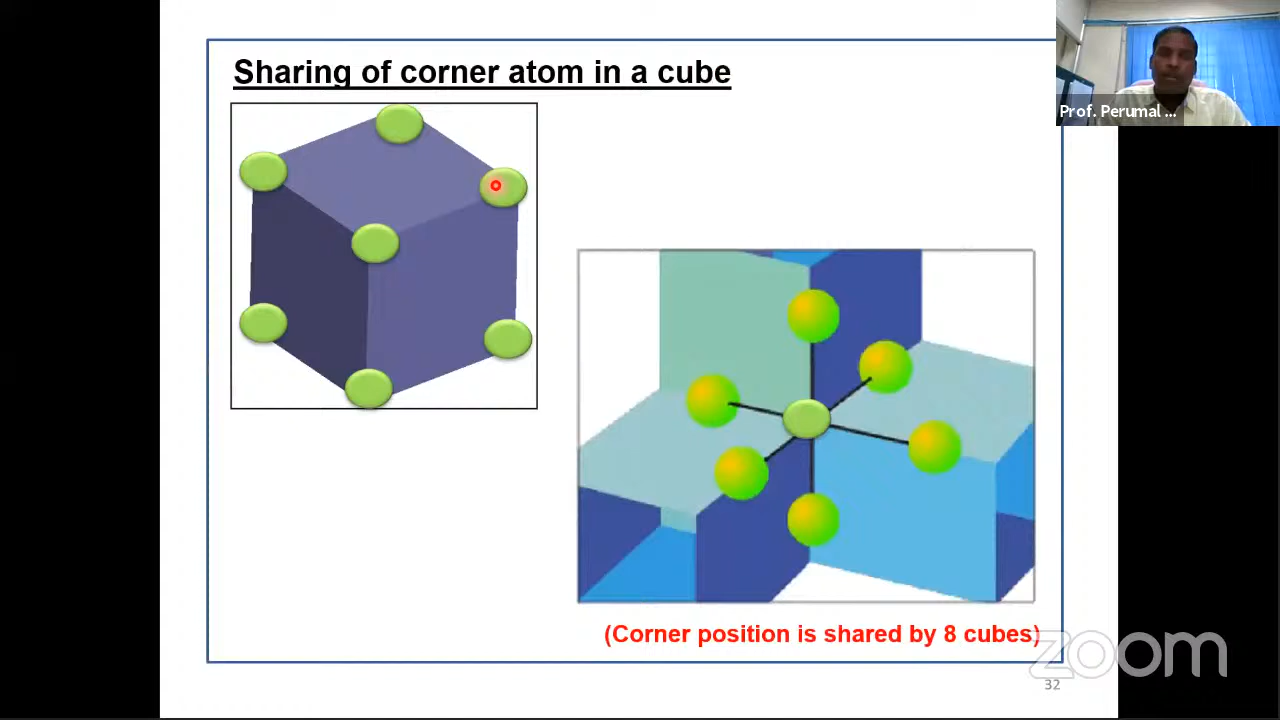 Sharing of corner atom in a cube
Prof. Perumal ...
(Corner position is shared by 8 cubes)
zoom
32